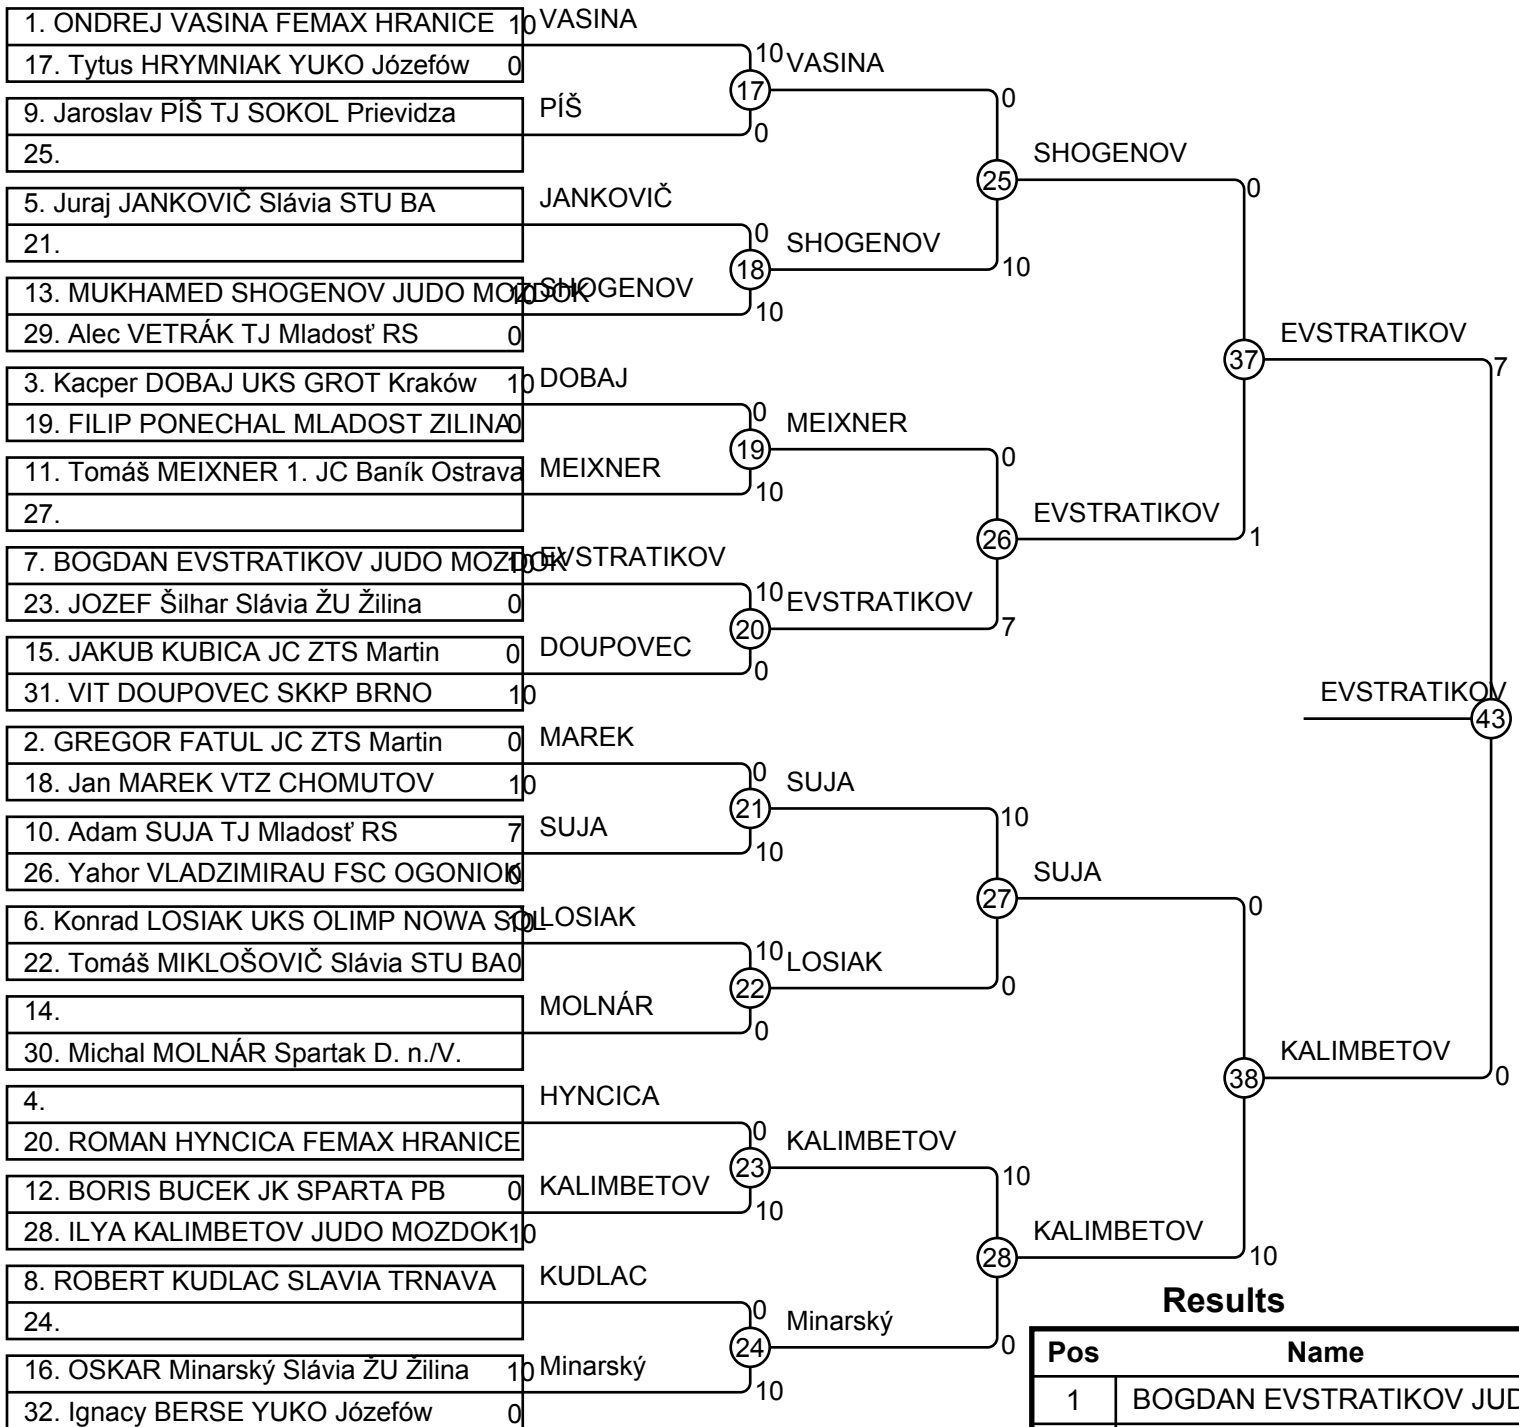 1. ONDREJ VASINA FEMAX HRANICE 10
17. Tytus HRYMNIAK YUKO Józefów 0
9. Jaroslav PÍŠ TJ SOKOL Prievidza
25.
5. Juraj JANKOVIČ Slávia STU BA
21.
13. MUKHAMED SHOGENOV JUDO MOZDOK 10
29. Alec VETRÁK TJ Mladosť RS 0
3. Kacper DOBAJ UKS GROT Kraków 10
19. FILIP PONECHAL MLADOST ZILINA 0
11. Tomáš MEIXNER 1. JC Baník Ostrava
27.
7. BOGDAN EVSTRATIKOV JUDO MOZDOK 10
23. JOZEF Šilhar Slávia ŽU Žilina 0
15. JAKUB KUBICA JC ZTS Martin 0
31. VIT DOUPOVEC SKKP BRNO 10
2. GREGOR FATUL JC ZTS Martin 0
18. Jan MAREK VTZ CHOMUTOV 10
10. Adam SUJA TJ Mladosť RS 7
26. Yahor VLADZIMIRAU FSC OGONIOK 0
6. Konrad LOSIAK UKS OLIMP NOWA SOL 10
22. Tomáš MIKLOŠOVIČ Slávia STU BA 0
14.
30. Michal MOLNÁR Spartak D. n./V.
4.
20. ROMAN HYNCICA FEMAX HRANICE
12. BORIS BUCEK JK SPARTA PB 0
28. ILYA KALIMBETOV JUDO MOZDOK 10
8. ROBERT KUDLAC SLAVIA TRNAVA
24.
16. OSKAR Minarský Slávia ŽU Žilina 10
32. Ignacy BERSE YUKO Józefów 0
VASINA 10
17
PÍŠ 0
JANKOVIČ 0
18
SHOGENOV 10
DOBAJ 0
19
MEIXNER 10
EVSTRATIKOV 10
20
DOUPOVEC 0
MAREK 0
21
SUJA 10
LOSIAK 10
22
MOLNÁR 0
HYNCICA 0
23
KALIMBETOV 10
KUDLAC 0
24
Minarský 10
VASINA 0
25
SHOGENOV 10
MEIXNER 0
26
EVSTRATIKOV 7
SUJA 10
27
LOSIAK 0
KALIMBETOV 10
28
Minarský 0
SHOGENOV 0
37
EVSTRATIKOV 1
SUJA 0
38
KALIMBETOV 10
EVSTRATIKOV 7
EVSTRATIKOV
43
KALIMBETOV 0
Results
Pos Name
1 BOGDAN EVSTRATIKOV JUD